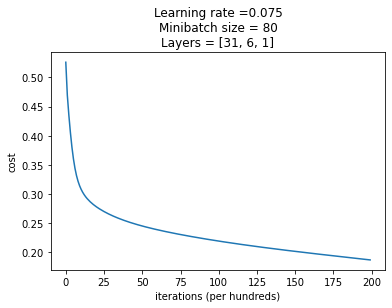 Learning rate =0.075
Minibatch size = 80
Layers = [31, 6, 1]
cost
0.50
0.45
0.40
0.35
0.30
0.25
0.20
0 25 50 75 100 125 150 175 200
iterations (per hundreds)